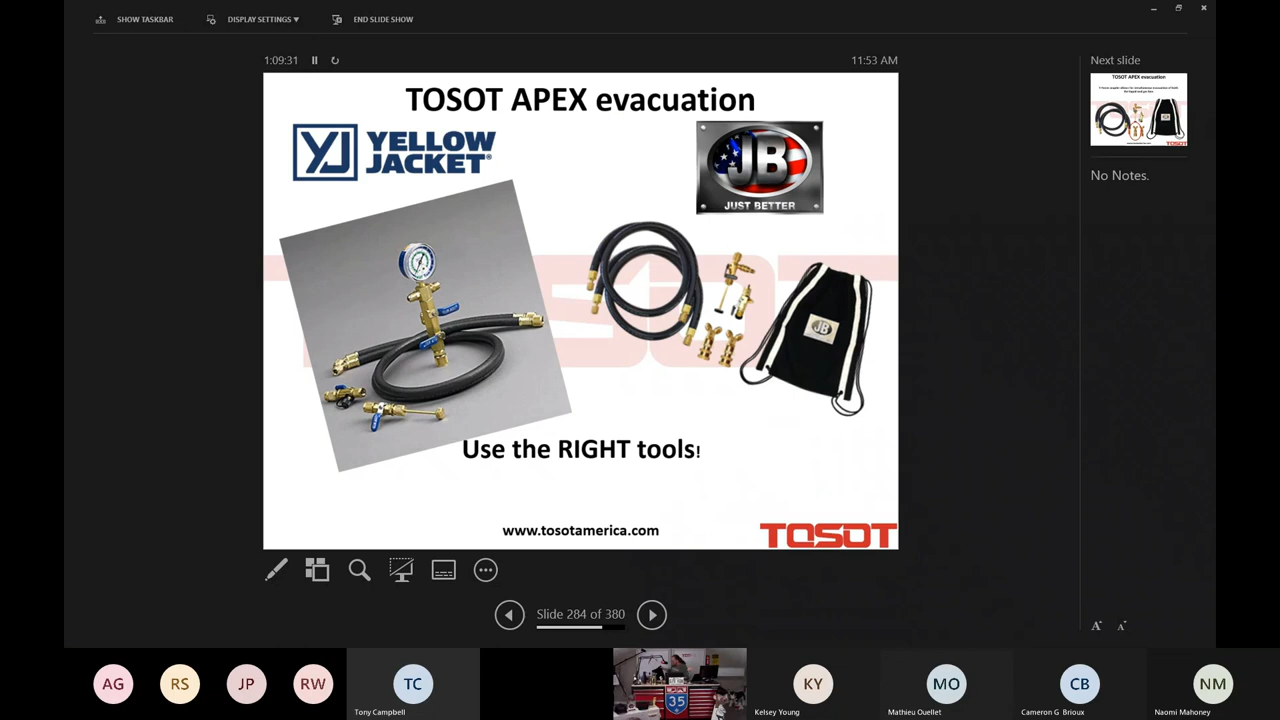 SHOW TASKBAR
DISPLAY SETTINGS ▼
END SLIDE SHOW
1:09:31
11:53 AM
Next slide
TOSOT APEX evacuation
YJ YELLOW
JACKET®
JB
JUST BETTER
JB
TOSOT
Use the RIGHT tools!
www.tosotamerica.com
TOSOT
TOSOT APEX evacuation
TOSOT
No Notes.
Slide 284 of 380
A
A
AG
RS
JP
RW
TC
Tony Campbell
35
KY
Kelsey Young
MO
Mathieu Ouellet
CB
Cameron G Brioux
NM
Naomi Mahoney